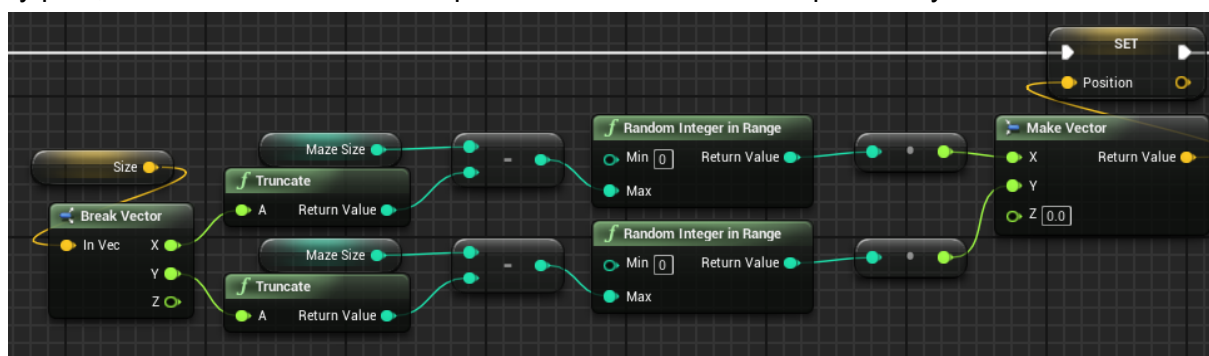 SET
Position
Random Integer in Range
Make Vector
Maze Size
Min 0 Return Value
X Return Value
Size
-
Truncate
Max
Y
A Return Value
Break Vector
Z 0.0
Random Integer in Range
In Vec X
Maze Size
Min 0 Return Value
Y
-
Truncate
Max
Z
A Return Value